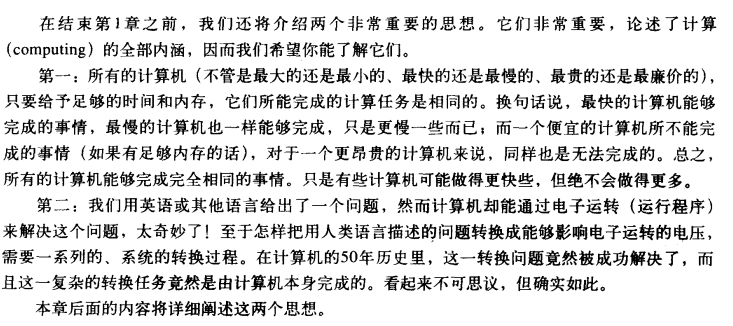 在结束第1章之前，我们还将介绍两个非常重要的思想。它们非常重要，论述了计算
（computing）的全部内涵，因而我们希望你能了解它们。
第一：所有的计算机（不管是最大的还是最小的、最快的还是最慢的、最贵的还是最廉价的），
只要给予足够的时间和内存，它们所能完成的计算任务是相同的。换句话说，最快的计算机能够
完成的事情，最慢的计算机也一样能够完成，只是更慢一些而已；而一个便宜的计算机所不能完
成的事情（如果有足够内存的话），对于一个更昂贵的计算机来说，同样也是无法完成的。总之，
所有的计算机能够完成完全相同的事情。只是有些计算机可能做得更快些，但绝不会做得更多。
第二：我们用英语或其他语言给出了一个问题，然而计算机却能通过电子运转（运行程序）
来解决这个问题，太奇妙了！至于怎样把用人类语言描述的问题转换成能够影响电子运转的电压，
需要一系列的、系统的转换过程。在计算机的50年历史里，这一转换问题竟然被成功解决了，而
且这一复杂的转换任务竟然是由计算机本身完成的。看起来不可思议，但确实如此。
本章后面的内容将详细阐述这两个思想。